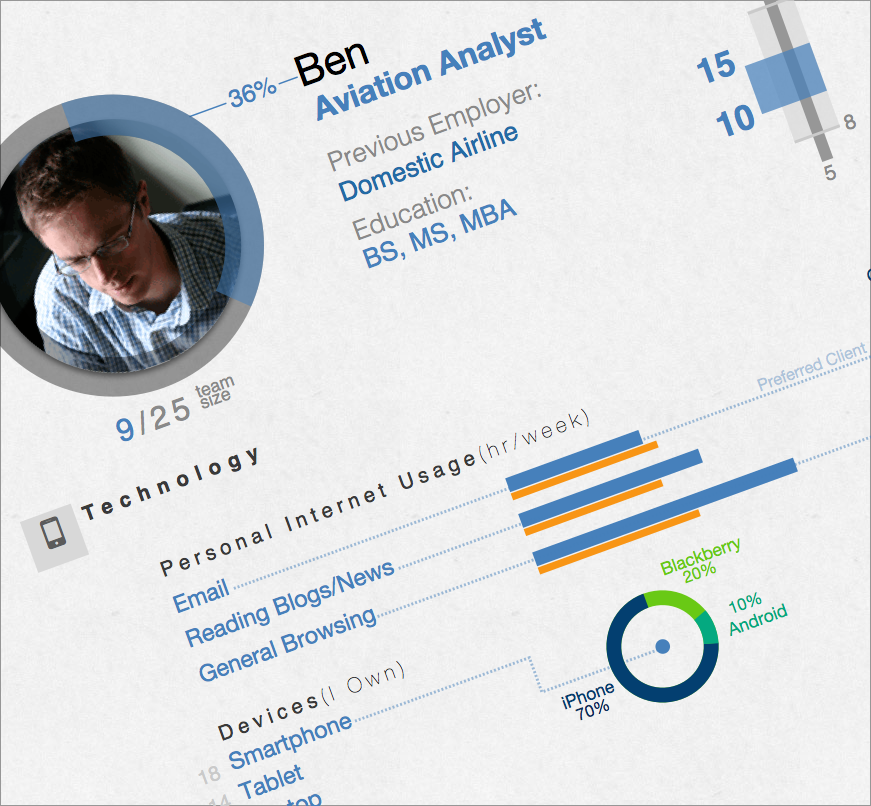 36%
Ben
Aviation Analyst
Previous Employer:
Domestic Airline
Education:
BS, MS, MBA
15
10
8
5
9/25 team size
Technology
Preferred Client
Personal Internet Usage(hr/week)
Email
Reading Blogs/News
General Browsing
Blackberry
20%
10%
Android
iPhone
70%
Devices(I Own)
18 Smartphone
14 Tablet